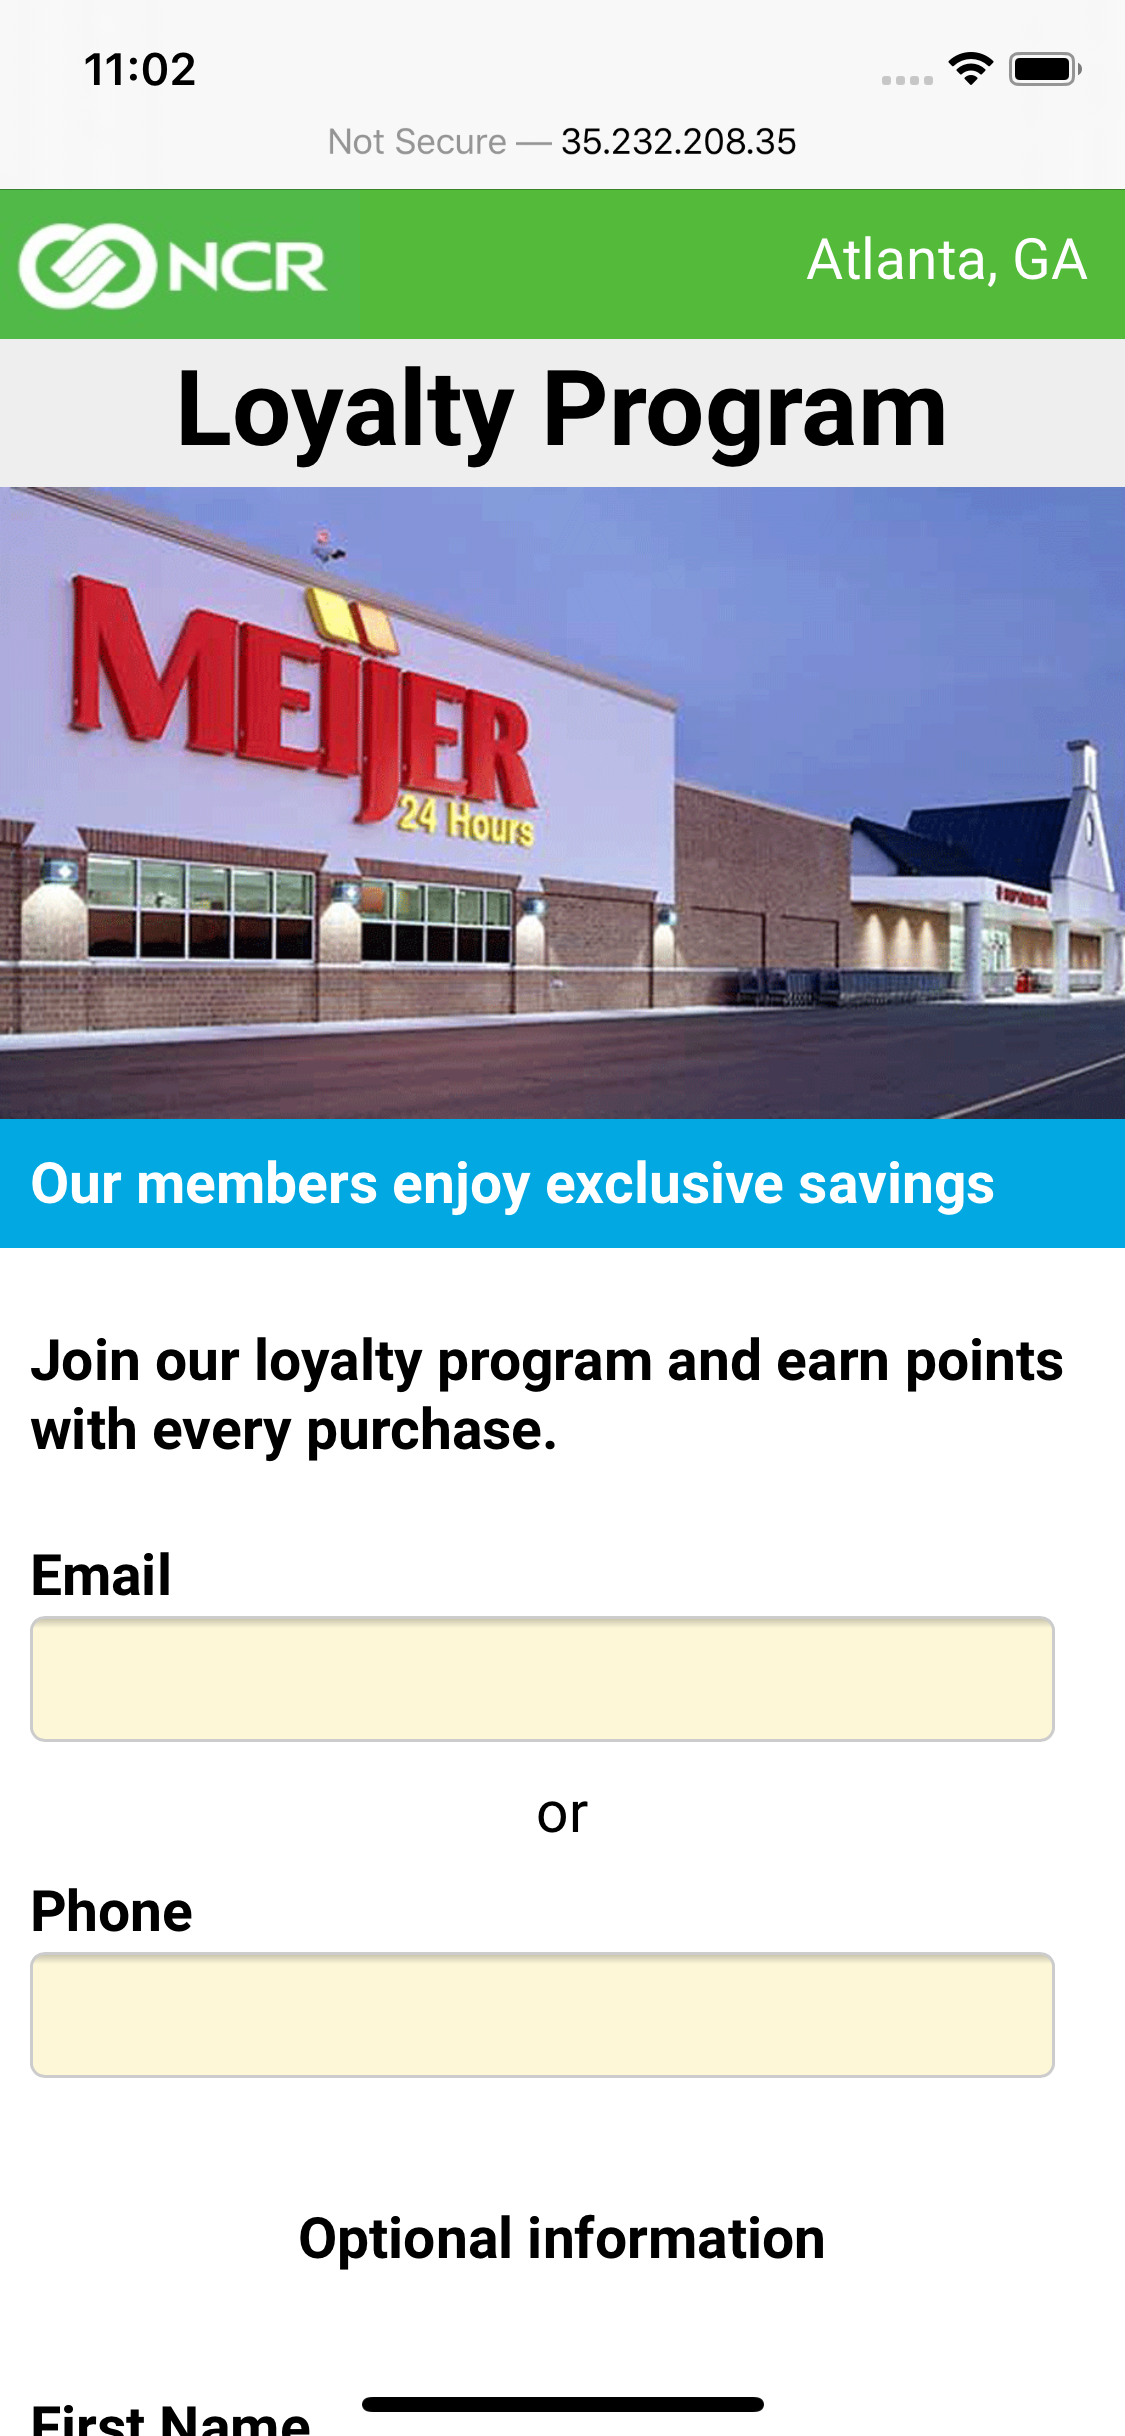 11:02
Not Secure — 35.232.208.35
NCR
Atlanta, GA
Loyalty Program
MEIJER
24 Hours
Our members enjoy exclusive savings
Join our loyalty program and earn points
with every purchase.
Email
or
Phone
Optional information
First Name